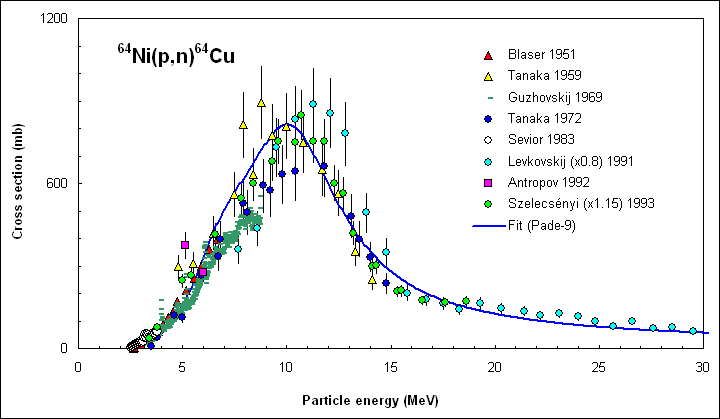 1200
⁶⁴Ni(p,n)⁶⁴Cu
Blaser 1951
Tanaka 1959
Guzhovskij 1969
Tanaka 1972
Sevior 1983
Levkovskij (x0.8) 1991
Antropov 1992
Szelecsényi (x1.15) 1993
Fit (Pade-9)
Cross section (mb)
600
0
0 5 10 15 20 25 30
Particle energy (MeV)